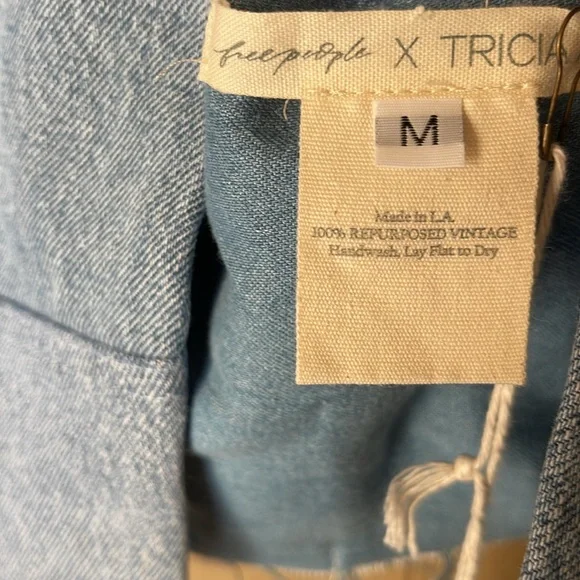 free people X TRICIA
M
Made in L.A.
100% REPURPOSED VINTAGE
Handwash, Lay Flat to Dry